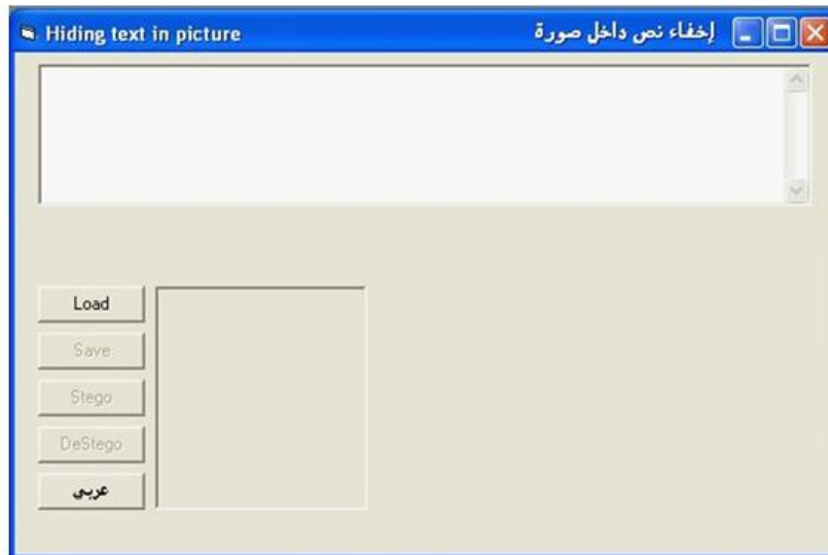 Hiding text in picture إخفاء نص داخل صورة
Load
Save
Stego
DeStego
عربي